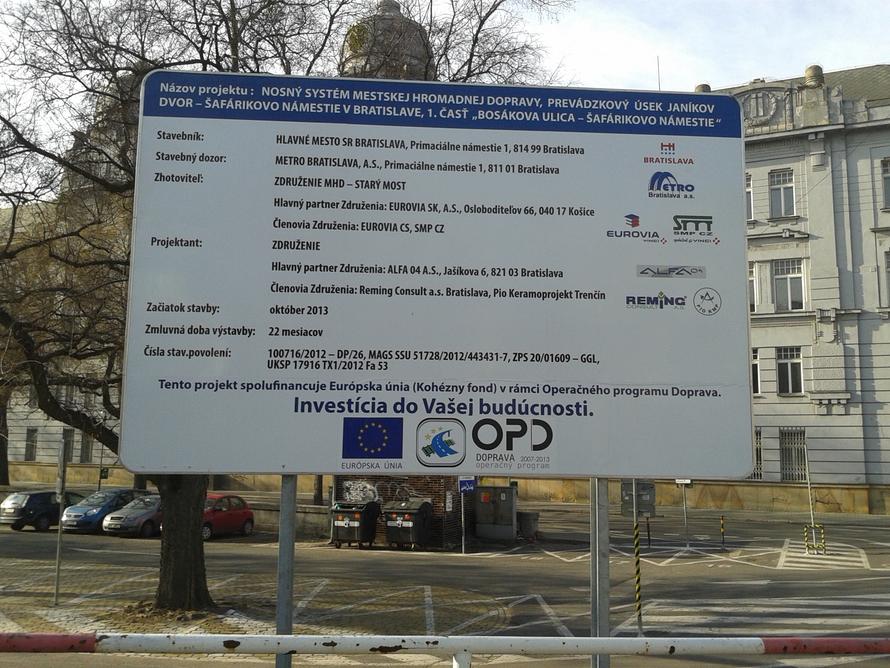 Názov projektu : NOSNÝ SYSTÉM MESTSKEJ HROMADNEJ DOPRAVY, PREVÁDZKOVÝ ÚSEK JANÍKOV
DVOR – ŠAFÁRIKOVO NÁMESTIE V BRATISLAVE, 1. ČASŤ „BOSÁKOVA ULICA – ŠAFÁRIKOVO NÁMESTIE“
Stavebník: HLAVNÉ MESTO SR BRATISLAVA, Primaciálne námestie 1, 814 99 Bratislava
BRATISLAVA
Stavebný dozor: METRO BRATISLAVA, A.S., Primaciálne námestie 1, 811 01 Bratislava
Zhotoviteľ: ZDRUŽENIE MHD – STARÝ MOST
METRO
Bratislava a.s.
Hlavný partner Združenia: EUROVIA SK, A.S., Osloboditeľov 66, 040 17 Košice
Členovia Združenia: EUROVIA CS, SMP CZ
EUROVIA SMP CZ
VINCI VINCI
Projektant: ZDRUŽENIE
Hlavný partner Združenia: ALFA 04 A.S., Jašíkova 6, 821 03 Bratislava
ALFA 04
Členovia Združenia: Reming Consult a.s. Bratislava, Pio Keramoprojekt Trenčín
REMING
CONSULT a.s.
PIO KMP
Začiatok stavby: október 2013
Zmluvná doba výstavby: 22 mesiacov
Čísla stav.povolení: 100716/2012 – DP/26, MAGS SSU 51728/2012/443431-7, ZPS 20/01609 – GGL,
UKSP 17916 TX1/2012 Fa 53
Tento projekt spolufinancuje Európska únia (Kohézny fond) v rámci Operačného programu Doprava.
Investícia do Vašej budúcnosti.
EURÓPSKA ÚNIA
OPD
DOPRAVA 2007-2013
operačný program